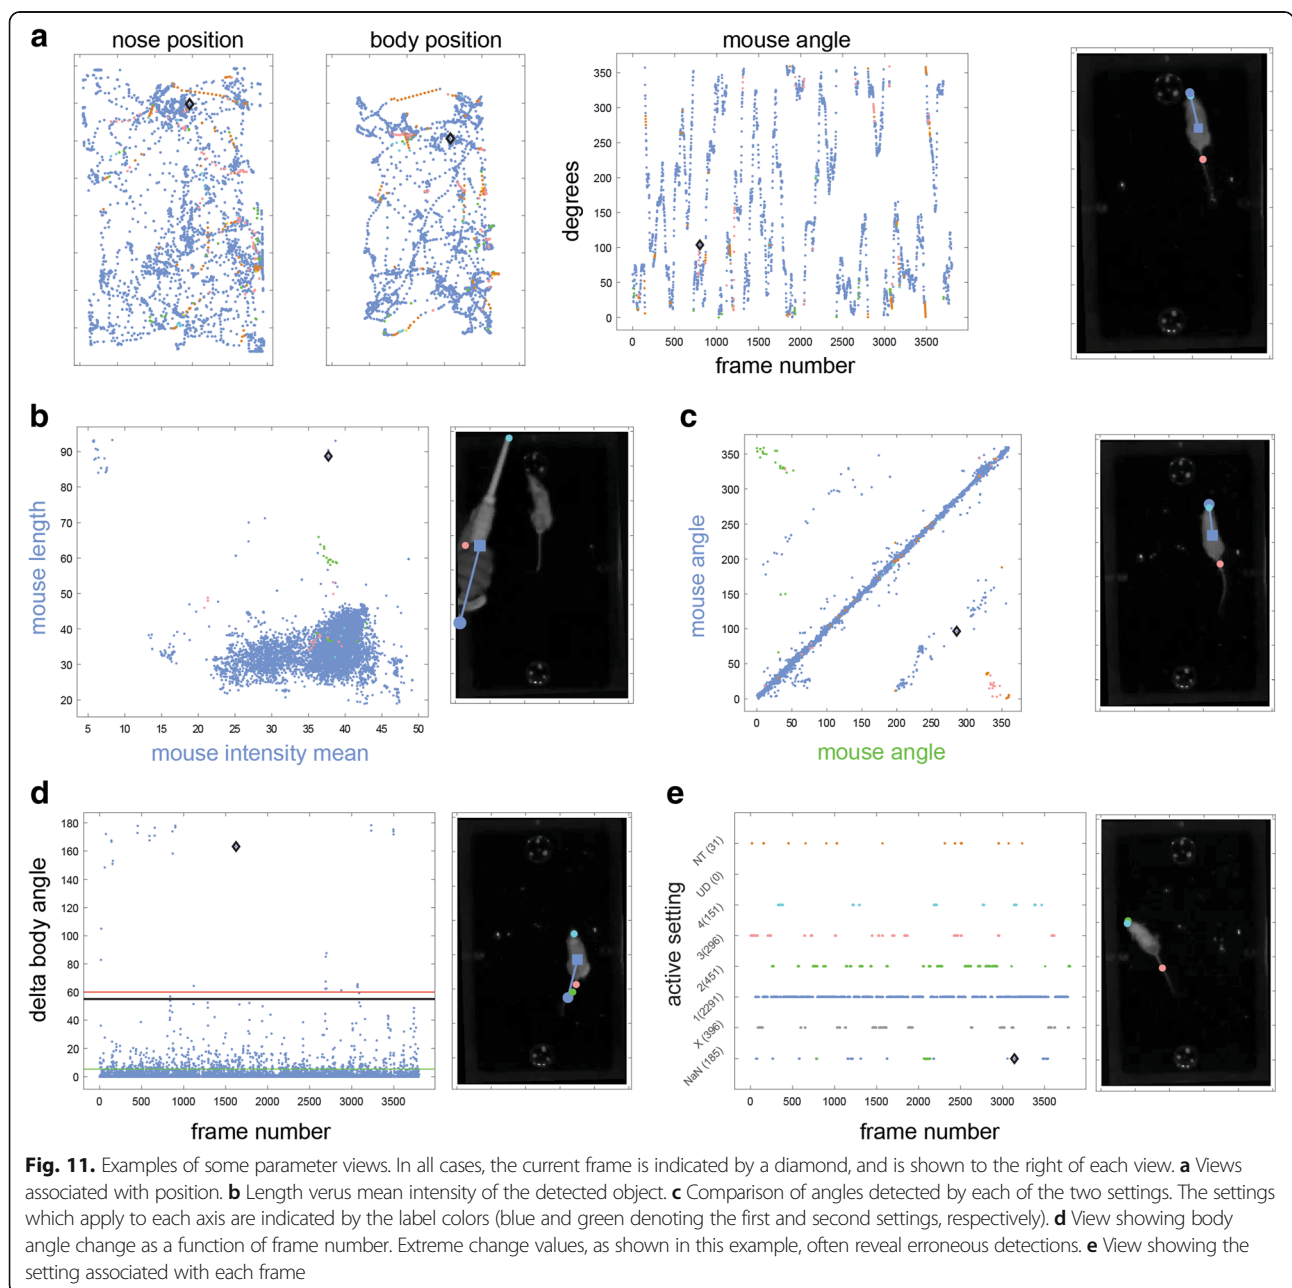 a
nose position
body position
mouse angle
degrees
350
300
250
200
150
100
50
0
0 500 1000 1500 2000 2500 3000 3500
frame number
b
mouse length
90
80
70
60
50
40
30
20
5 10 15 20 25 30 35 40 45 50
mouse intensity mean
c
mouse angle
350
300
250
200
150
100
50
0
0 50 100 150 200 250 300 350
mouse angle
d
delta body angle
180
160
140
120
100
80
60
40
20
0
0 500 1000 1500 2000 2500 3000 3500
frame number
e
active setting
NT (31)
UD (0)
4(151)
3(296)
2(451)
1(2291)
X (396)
NaN (185)
0 500 1000 1500 2000 2500 3000 3500
frame number
Fig. 11. Examples of some parameter views. In all cases, the current frame is indicated by a diamond, and is shown to the right of each view. a Views
associated with position. b Length verus mean intensity of the detected object. c Comparison of angles detected by each of the two settings. The settings
which apply to each axis are indicated by the label colors (blue and green denoting the first and second settings, respectively). d View showing body
angle change as a function of frame number. Extreme change values, as shown in this example, often reveal erroneous detections. e View showing the
setting associated with each frame